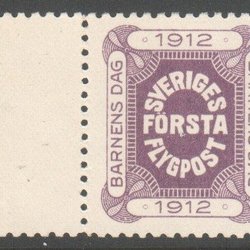 1912
BARNENS DAG
SVERIGES
FÖRSTA
FLYGPOST
1912